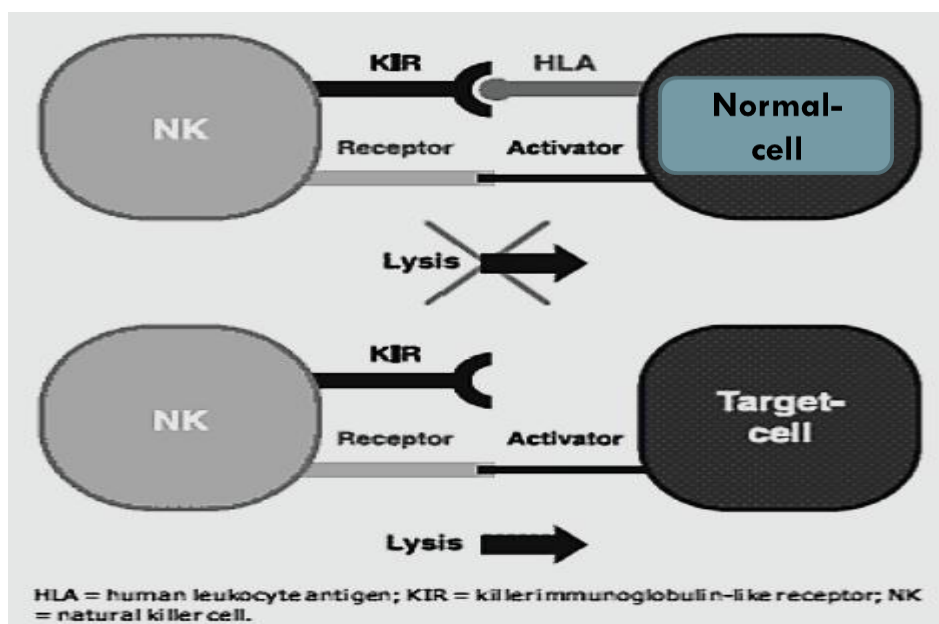 KIR HLA
NK
Normal-
cell
Receptor Activator
Lysis
KIR
NK
Target-
cell
Receptor Activator
Lysis
HLA = human leukocyte antigen; KIR = killer immunoglobulin-like receptor; NK
= natural killer cell.